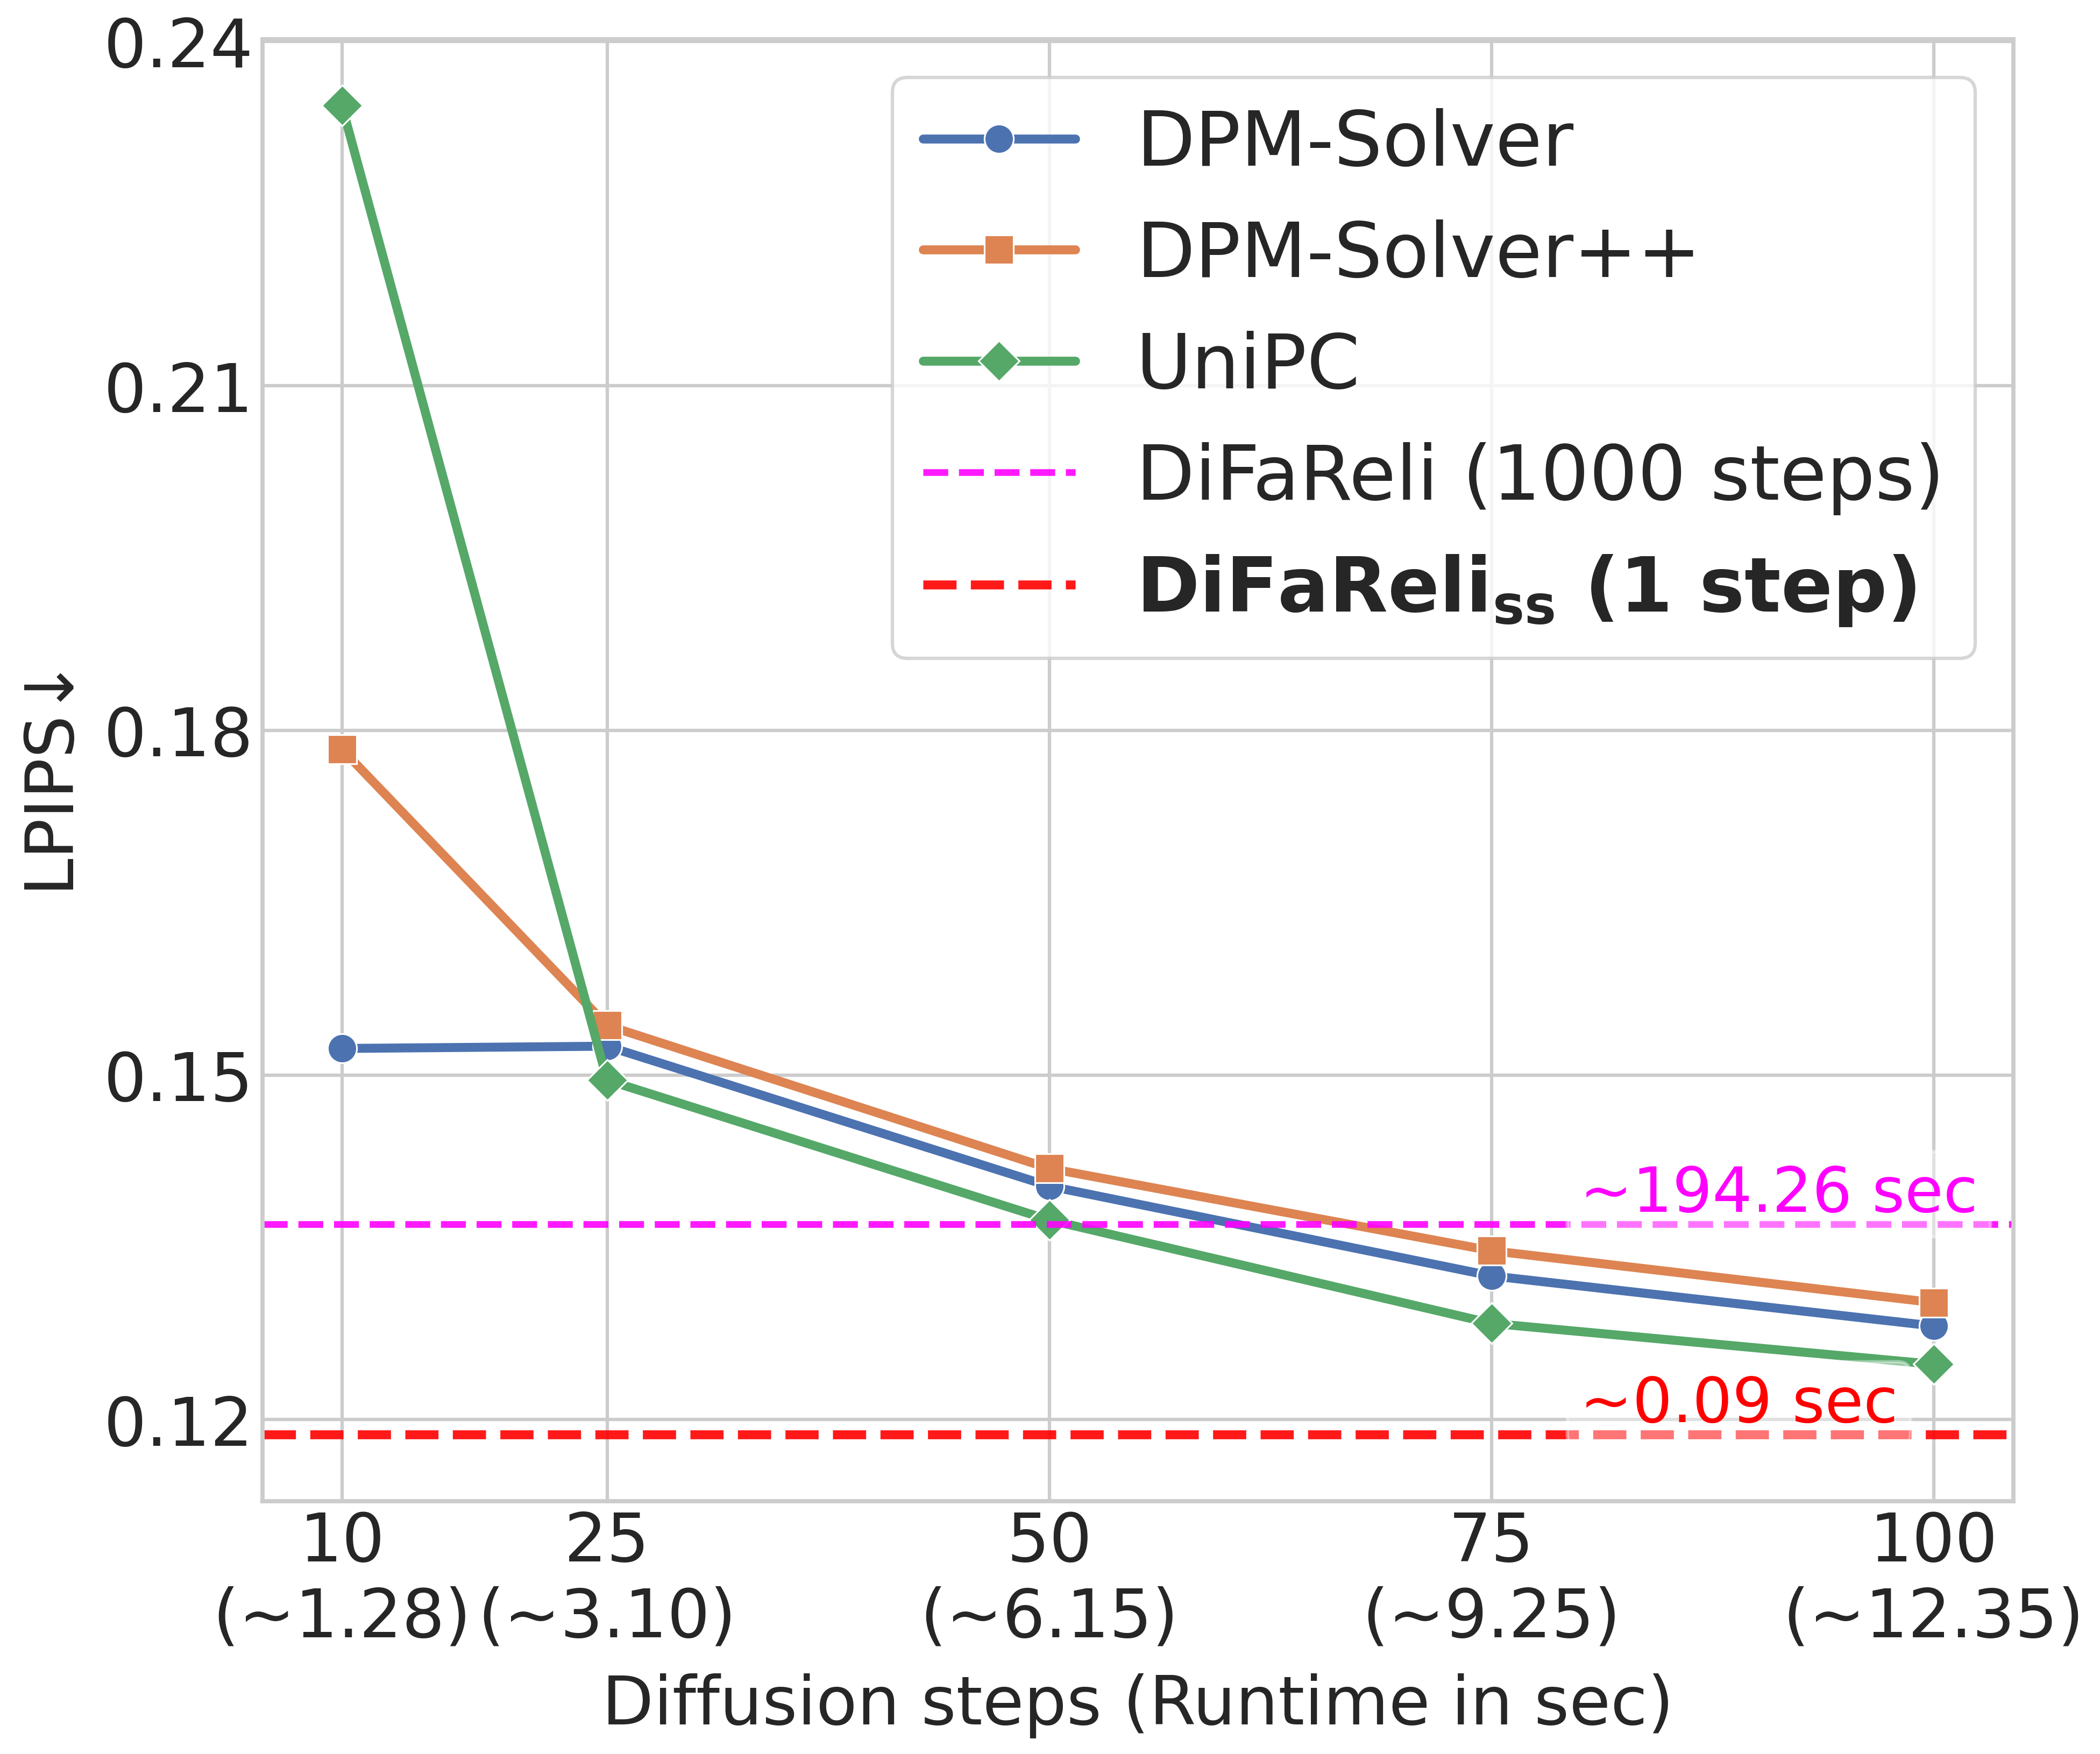 0.24
0.21
0.18
0.15
0.12
LPIPS↓
DPM-Solver
DPM-Solver++
UniPC
DiFaReli (1000 steps)
DiFaReliss (1 step)
~194.26 sec
~0.09 sec
10 25 50 75 100
(~1.28) (~3.10) (~6.15) (~9.25) (~12.35)
Diffusion steps (Runtime in sec)